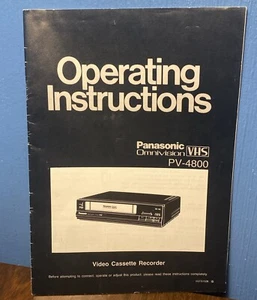 Operating
Instructions
Panasonic
Omnivision VHS
PV-4800
Video Cassette Recorder
Before attempting to connect, operate or adjust this product, please read these instructions completely.